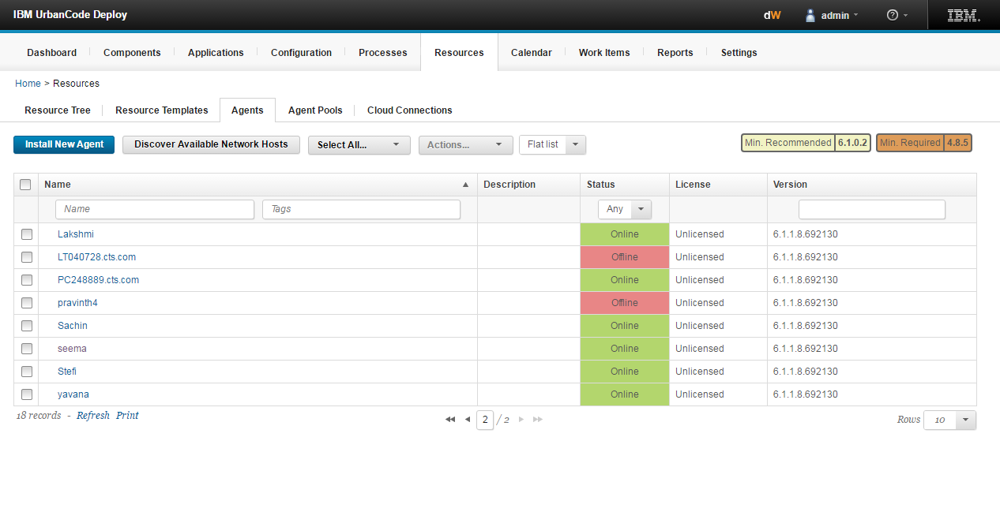 IBM UrbanCode Deploy dW admin ? IBM.
Dashboard Components Applications Configuration Processes Resources Calendar Work Items Reports Settings
Home > Resources
Resource Tree Resource Templates Agents Agent Pools Cloud Connections
Install New Agent Discover Available Network Hosts Select All... Actions... Flat list Min. Recommended 6.1.0.2 Min. Required 4.8.5
Name Description Status License Version
Name Tags Any
Lakshmi Online Unlicensed 6.1.1.8.692130
LT040728.cts.com Offline Unlicensed 6.1.1.8.692130
PC248889.cts.com Online Unlicensed 6.1.1.8.692130
pravinth4 Offline Unlicensed 6.1.1.8.692130
Sachin Online Unlicensed 6.1.1.8.692130
seema Online Unlicensed 6.1.1.8.692130
Stefi Online Unlicensed 6.1.1.8.692130
yavana Online Unlicensed 6.1.1.8.692130
18 records - Refresh Print 2 / 2 Rows 10